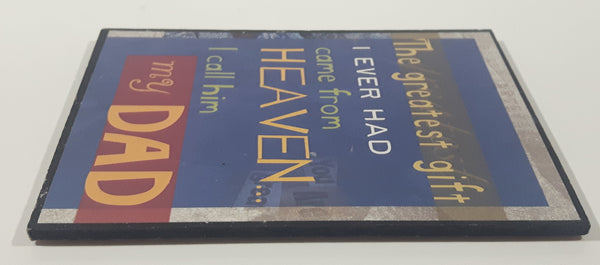 The greatest gift
I EVER HAD
came from
HEAVEN...
I call him
my DAD